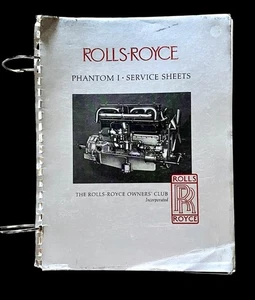 ROLLS-ROYCE
PHANTOM I · SERVICE SHEETS
THE ROLLS-ROYCE OWNERS' CLUB
Incorporated
ROLLS
RR
ROYCE